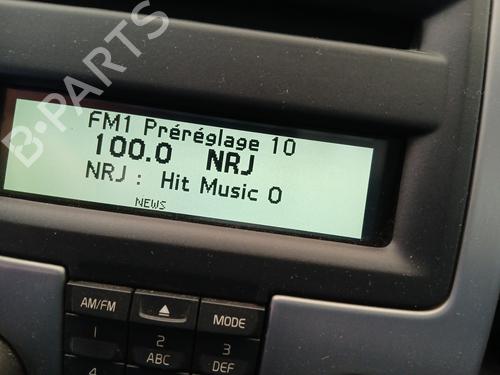 B-PARTS
FM1 Préréglage 10
100.0 NRJ
NRJ : Hit Music O
NEWS
AM/FM
MODE
1
2
3
ABC
DEF
4